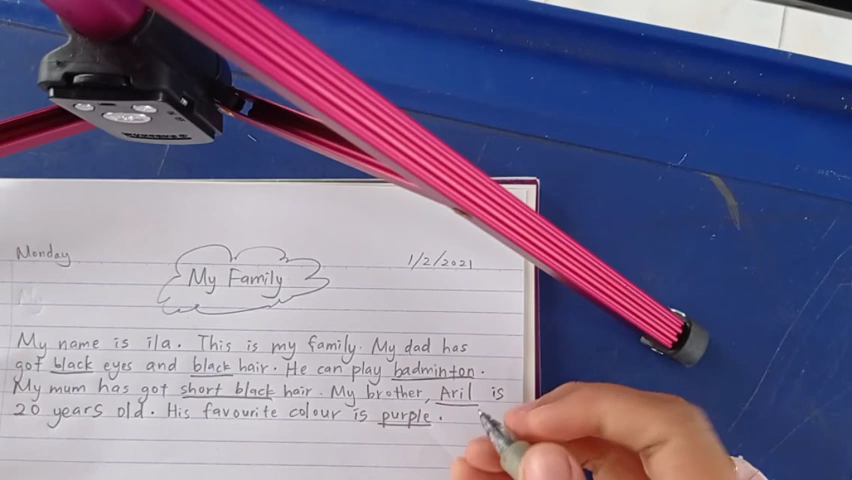 Monday
1/2/2021
My Family
My name is ila. This is my family. My dad has
got black eyes and black hair. He can play badminton.
My mum has got short black hair. My brother, Aril is
20 years old. His favourite colour is purple.